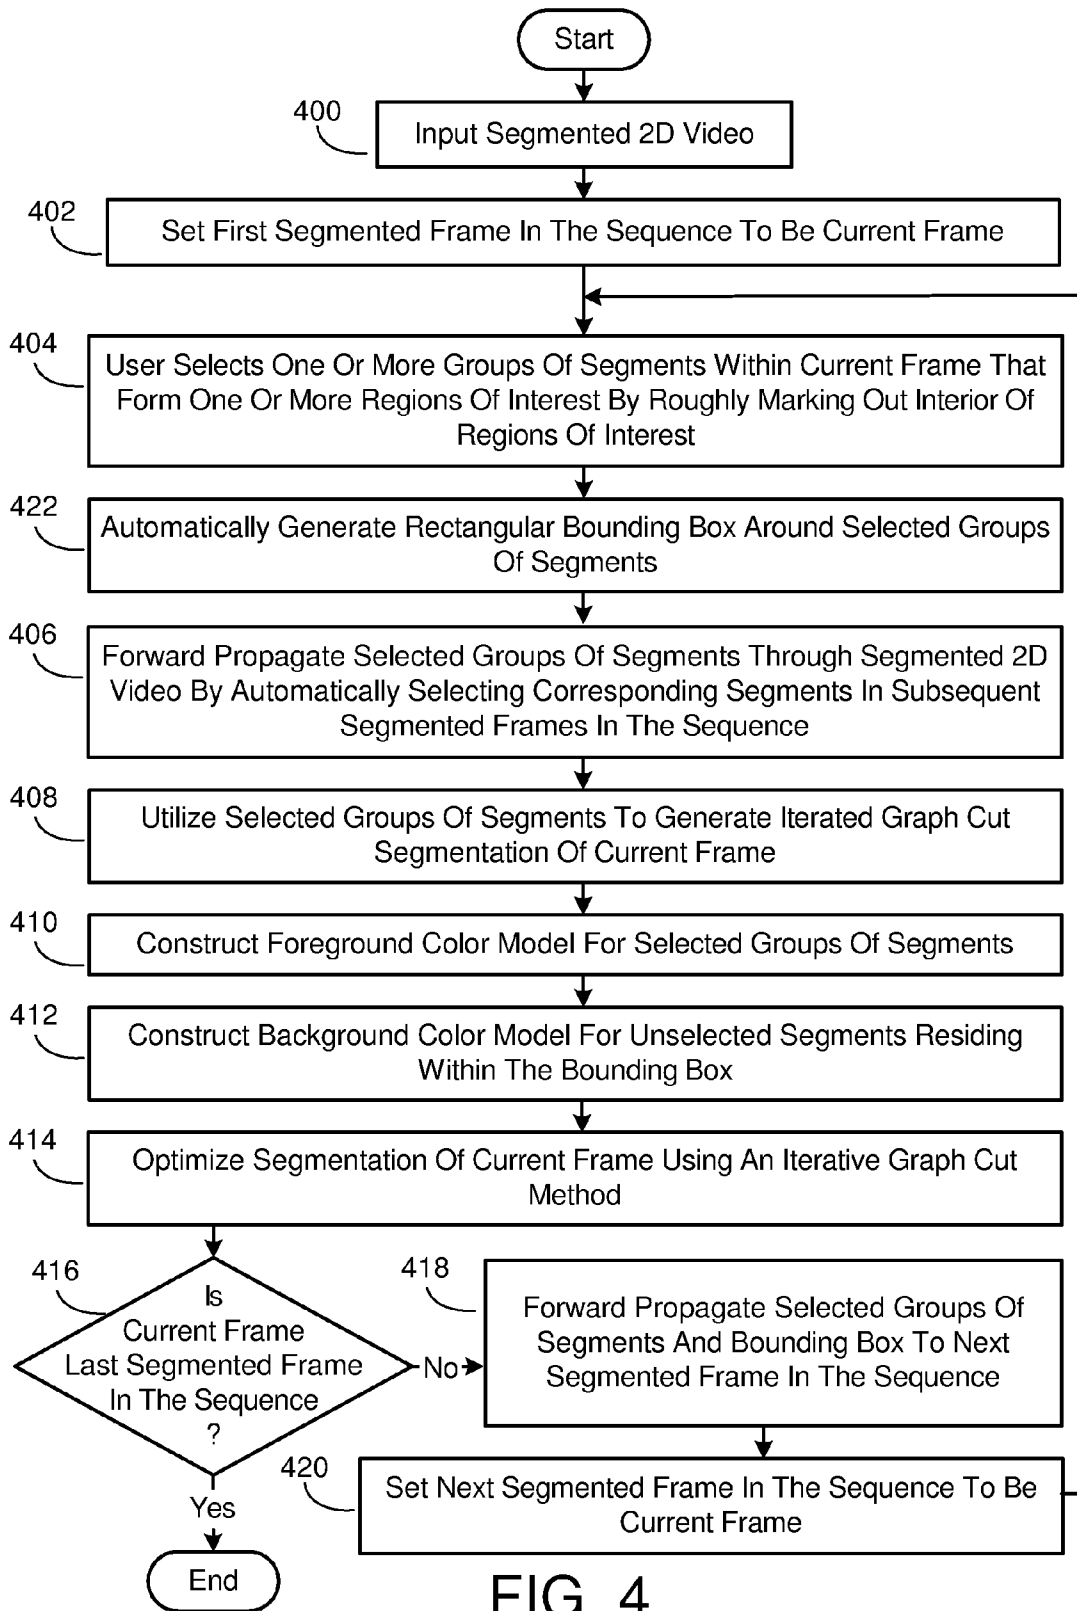 Start
400
Input Segmented 2D Video
402
Set First Segmented Frame In The Sequence To Be Current Frame
404
User Selects One Or More Groups Of Segments Within Current Frame That
Form One Or More Regions Of Interest By Roughly Marking Out Interior Of
Regions Of Interest
422
Automatically Generate Rectangular Bounding Box Around Selected Groups
Of Segments
406
Forward Propagate Selected Groups Of Segments Through Segmented 2D
Video By Automatically Selecting Corresponding Segments In Subsequent
Segmented Frames In The Sequence
408
Utilize Selected Groups Of Segments To Generate Iterated Graph Cut
Segmentation Of Current Frame
410
Construct Foreground Color Model For Selected Groups Of Segments
412
Construct Background Color Model For Unselected Segments Residing
Within The Bounding Box
414
Optimize Segmentation Of Current Frame Using An Iterative Graph Cut
Method
416
Is
Current Frame
Last Segmented Frame
In The Sequence
?
No
418
Forward Propagate Selected Groups Of
Segments And Bounding Box To Next
Segmented Frame In The Sequence
420
Set Next Segmented Frame In The Sequence To Be
Current Frame
Yes
End
FIG. 4